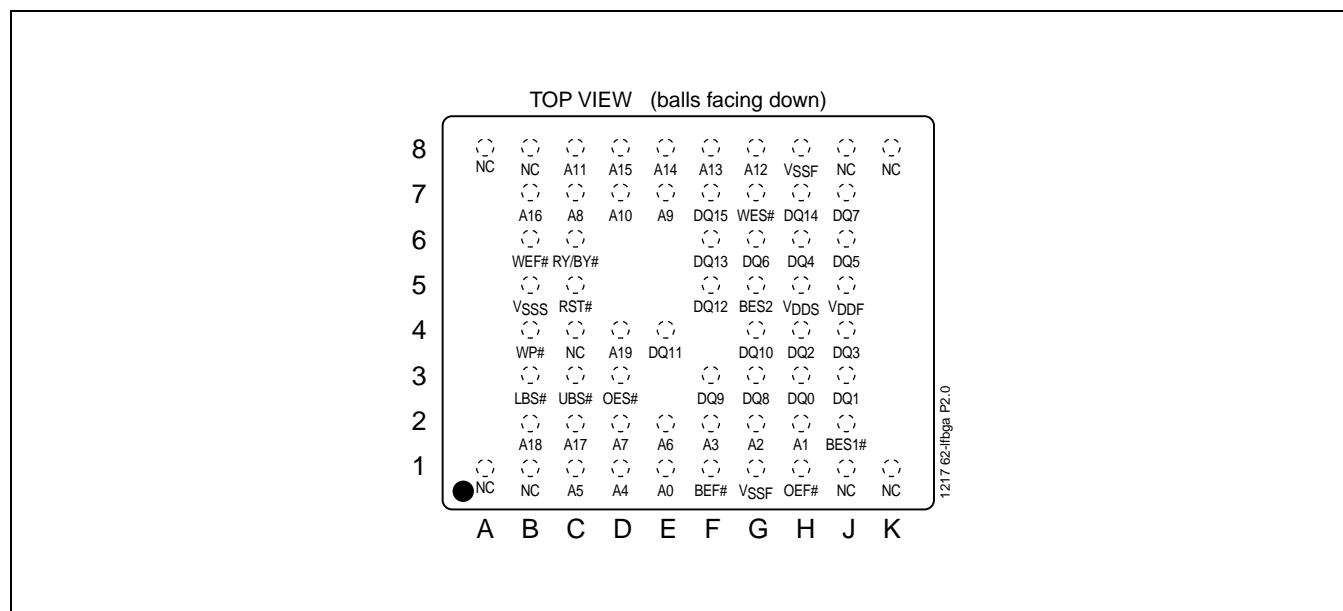 TOP VIEW (balls facing down)
8
NC NC A11 A15 A14 A13 A12 VSSF NC NC
7
A16 A8 A10 A9 DQ15 WES# DQ14 DQ7
6
WEF# RY/BY# DQ13 DQ6 DQ4 DQ5
5
VSSS RST# DQ12 BES2 VDDS VDDF
4
WP# NC A19 DQ11 DQ10 DQ2 DQ3
3
LBS# UBS# OES# DQ9 DQ8 DQ0 DQ1
2
A18 A17 A7 A6 A3 A2 A1 BES1#
1
NC NC A5 A4 A0 BEF# VSSF OEF# NC NC
A B C D E F G H J K
1217 62-lfbga P2.0